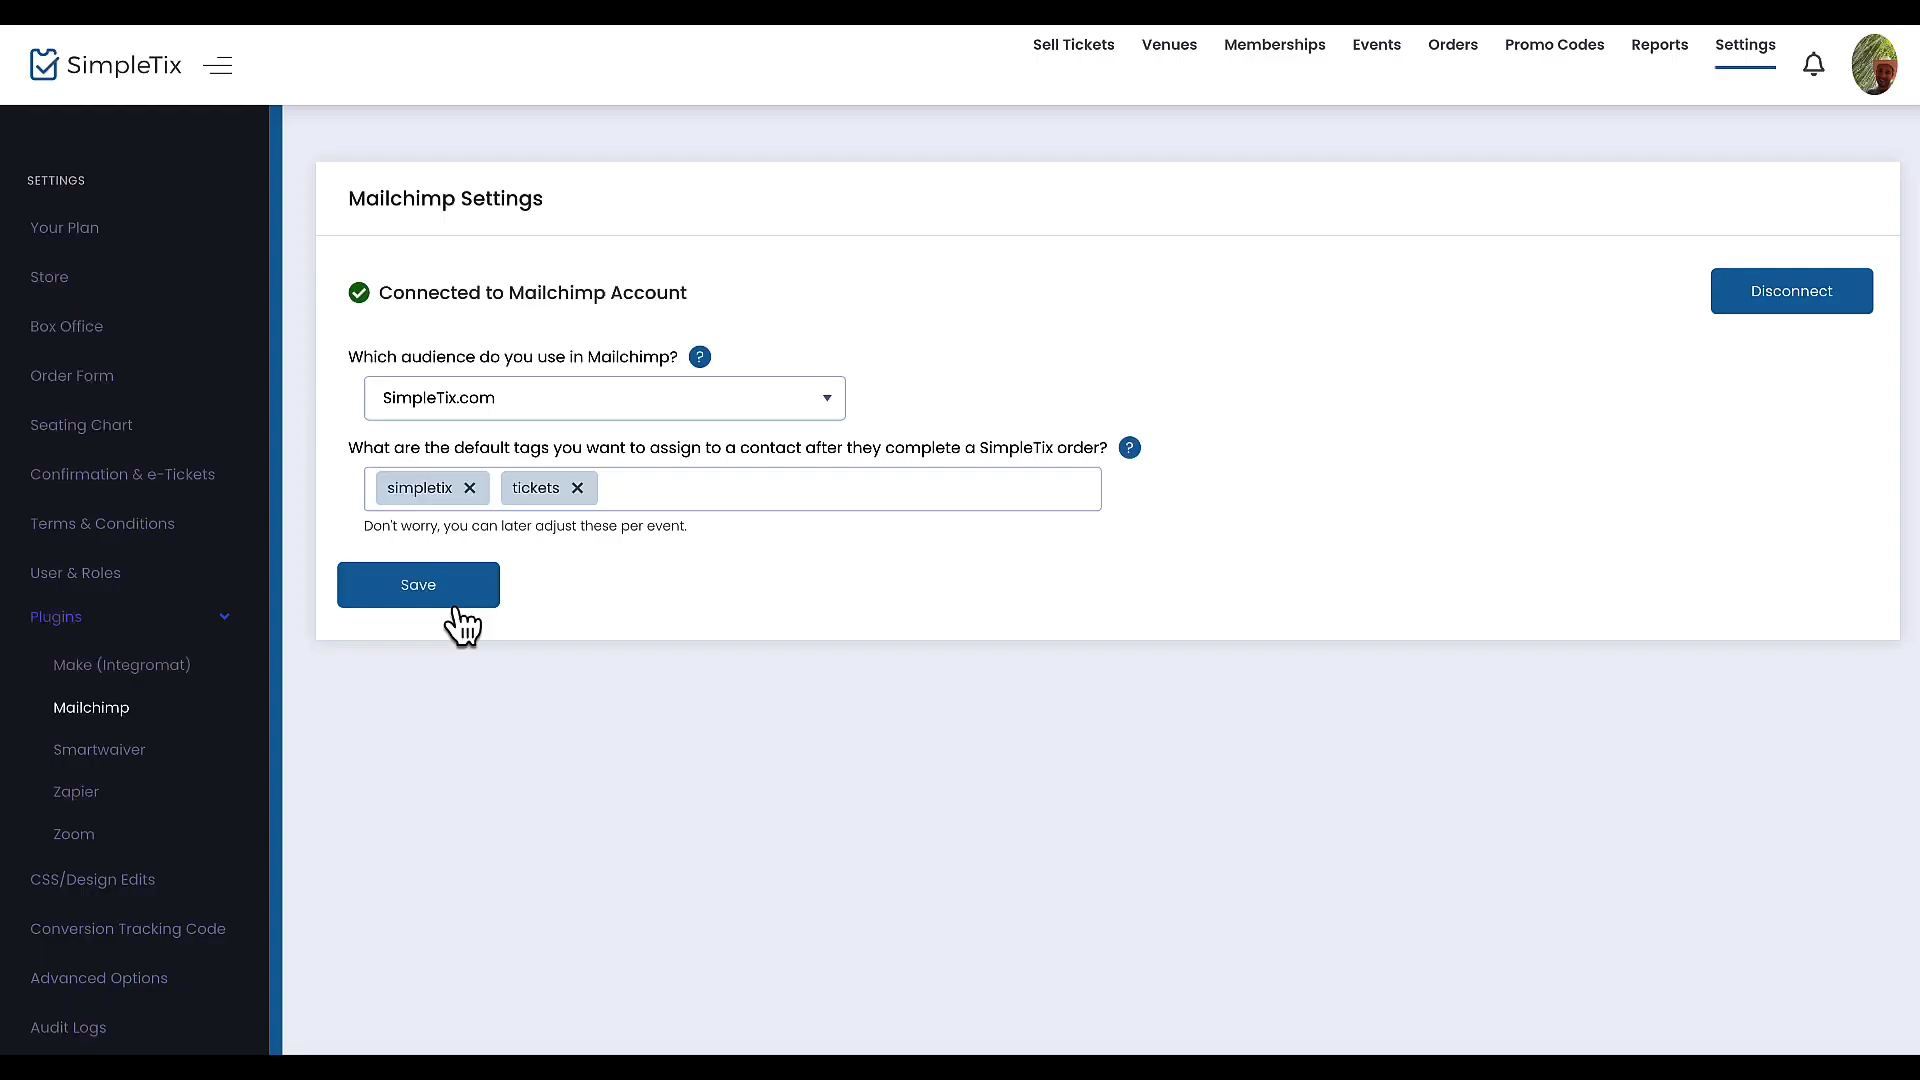 SimpleTix
Sell Tickets
Venues
Memberships
Events
Orders
Promo Codes
Reports
Settings
SETTINGS
Your Plan
Store
Box Office
Order Form
Seating Chart
Confirmation & e-Tickets
Terms & Conditions
User & Roles
Plugins
Make (Integromat)
Mailchimp
Smartwaiver
Zapier
Zoom
CSS/Design Edits
Conversion Tracking Code
Advanced Options
Audit Logs
Mailchimp Settings
Connected to Mailchimp Account
Disconnect
Which audience do you use in Mailchimp? ?
SimpleTix.com
What are the default tags you want to assign to a contact after they complete a SimpleTix order? ?
simpletix
tickets
Don't worry, you can later adjust these per event.
Save